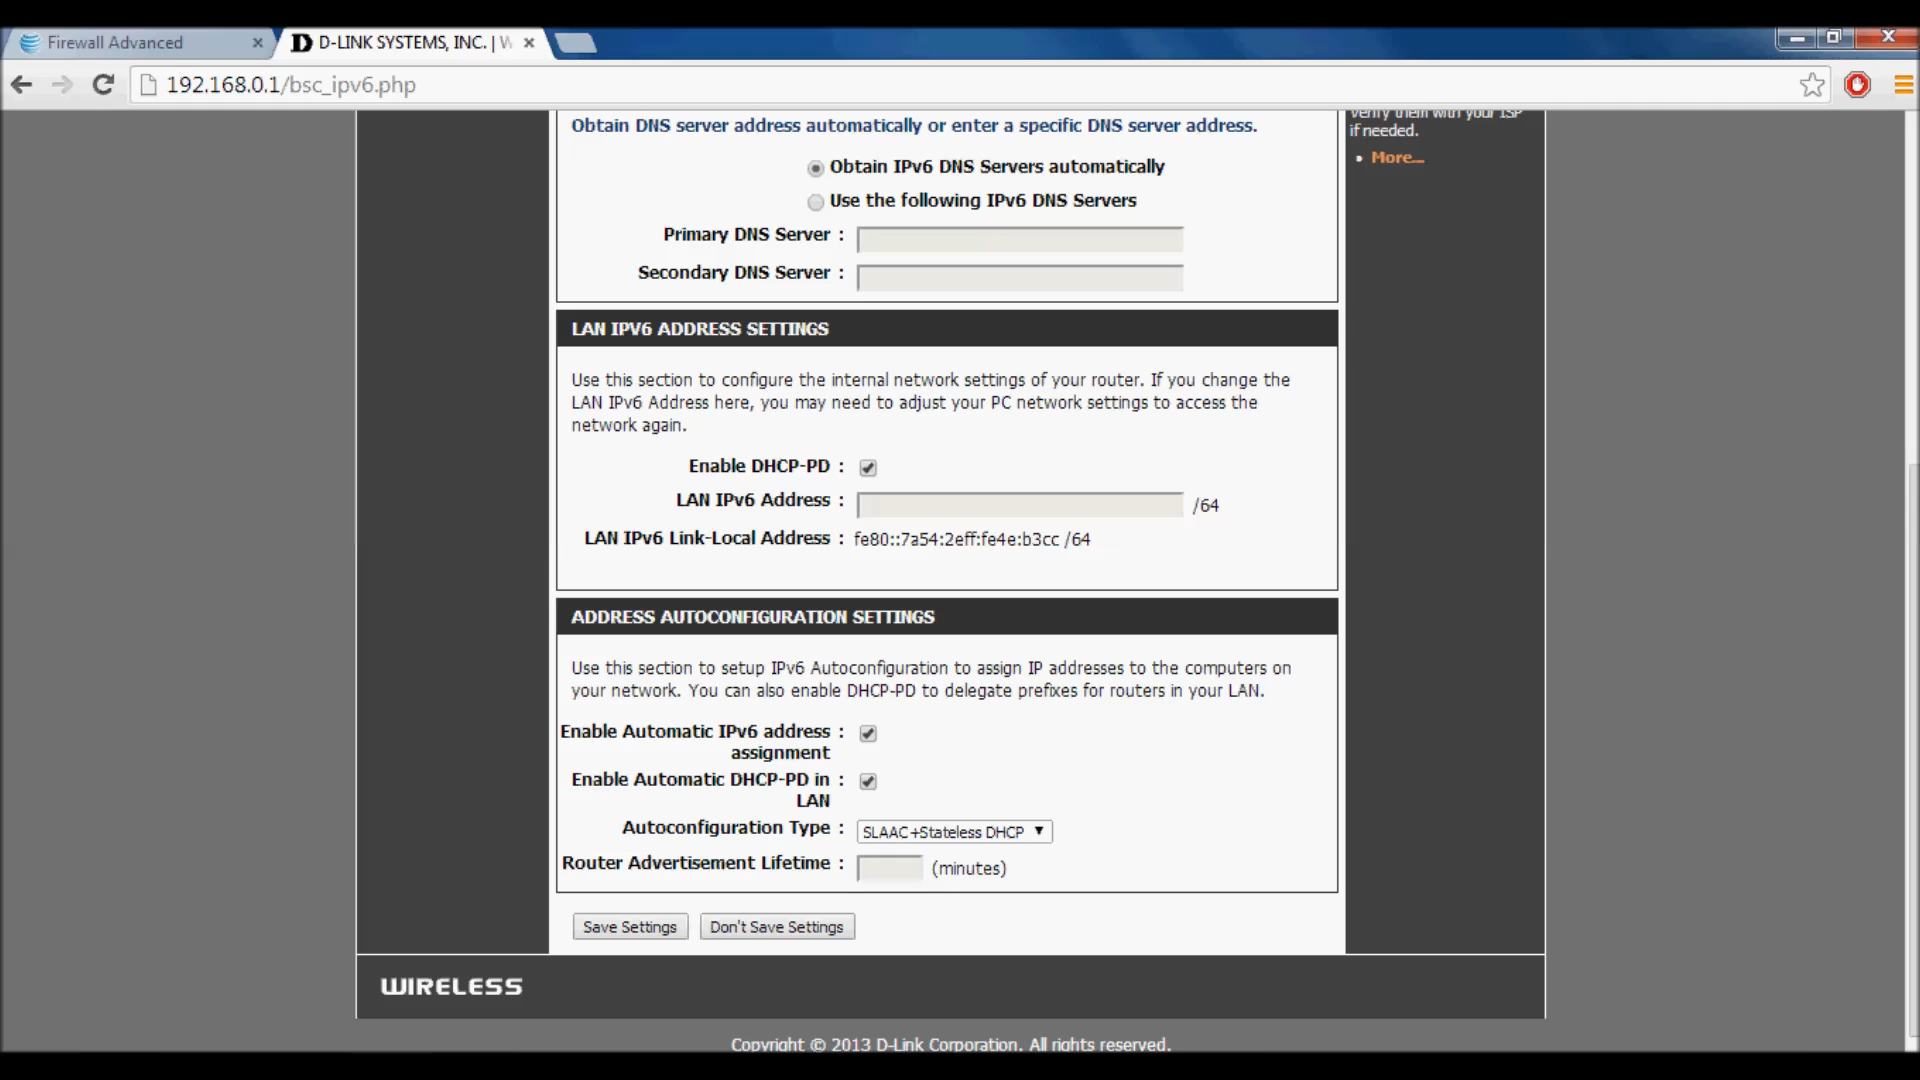 Firewall Advanced
D-LINK SYSTEMS, INC. | W
192.168.0.1/bsc_ipv6.php
Obtain DNS server address automatically or enter a specific DNS server address.
Obtain IPv6 DNS Servers automatically
Use the following IPv6 DNS Servers
Primary DNS Server :
Secondary DNS Server :
verify them with your ISP
if needed.
• More...
LAN IPV6 ADDRESS SETTINGS
Use this section to configure the internal network settings of your router. If you change the
LAN IPv6 Address here, you may need to adjust your PC network settings to access the
network again.
Enable DHCP-PD :
LAN IPv6 Address : /64
LAN IPv6 Link-Local Address : fe80::7a54:2eff:fe4e:b3cc /64
ADDRESS AUTOCONFIGURATION SETTINGS
Use this section to setup IPv6 Autoconfiguration to assign IP addresses to the computers on
your network. You can also enable DHCP-PD to delegate prefixes for routers in your LAN.
Enable Automatic IPv6 address :
assignment
Enable Automatic DHCP-PD in :
LAN
Autoconfiguration Type : SLAAC+Stateless DHCP
Router Advertisement Lifetime : (minutes)
Save Settings Don't Save Settings
WIRELESS
Copyright © 2013 D-Link Corporation. All rights reserved.